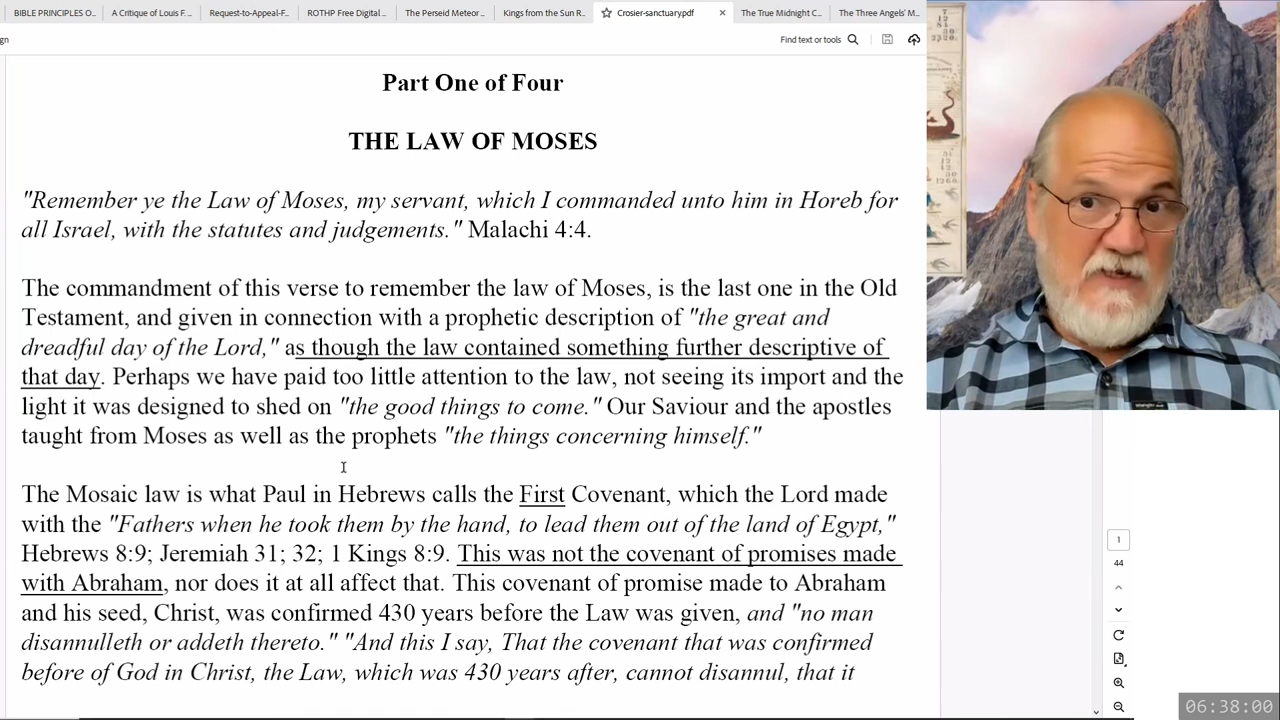 BIBLE PRINCIPLES O...
A Critique of Louis F. ...
Request-to-Appeal-F...
ROTHP Free Digital ...
The Perseid Meteor ...
Kings from the Sun R...
Crosier-sanctuary.pdf
The True Midnight C...
The Three Angels' M...
gn
Find text or tools
Part One of Four
THE LAW OF MOSES
"Remember ye the Law of Moses, my servant, which I commanded unto him in Horeb for
all Israel, with the statutes and judgements." Malachi 4:4.
The commandment of this verse to remember the law of Moses, is the last one in the Old
Testament, and given in connection with a prophetic description of "the great and
dreadful day of the Lord," as though the law contained something further descriptive of
that day. Perhaps we have paid too little attention to the law, not seeing its import and the
light it was designed to shed on "the good things to come." Our Saviour and the apostles
taught from Moses as well as the prophets "the things concerning himself."
The Mosaic law is what Paul in Hebrews calls the First Covenant, which the Lord made
with the "Fathers when he took them by the hand, to lead them out of the land of Egypt,"
Hebrews 8:9; Jeremiah 31; 32; 1 Kings 8:9. This was not the covenant of promises made
with Abraham, nor does it at all affect that. This covenant of promise made to Abraham
and his seed, Christ, was confirmed 430 years before the Law was given, and "no man
disannulleth or addeth thereto." "And this I say, That the covenant that was confirmed
before of God in Christ, the Law, which was 430 years after, cannot disannul, that it
1
44
06:38:00